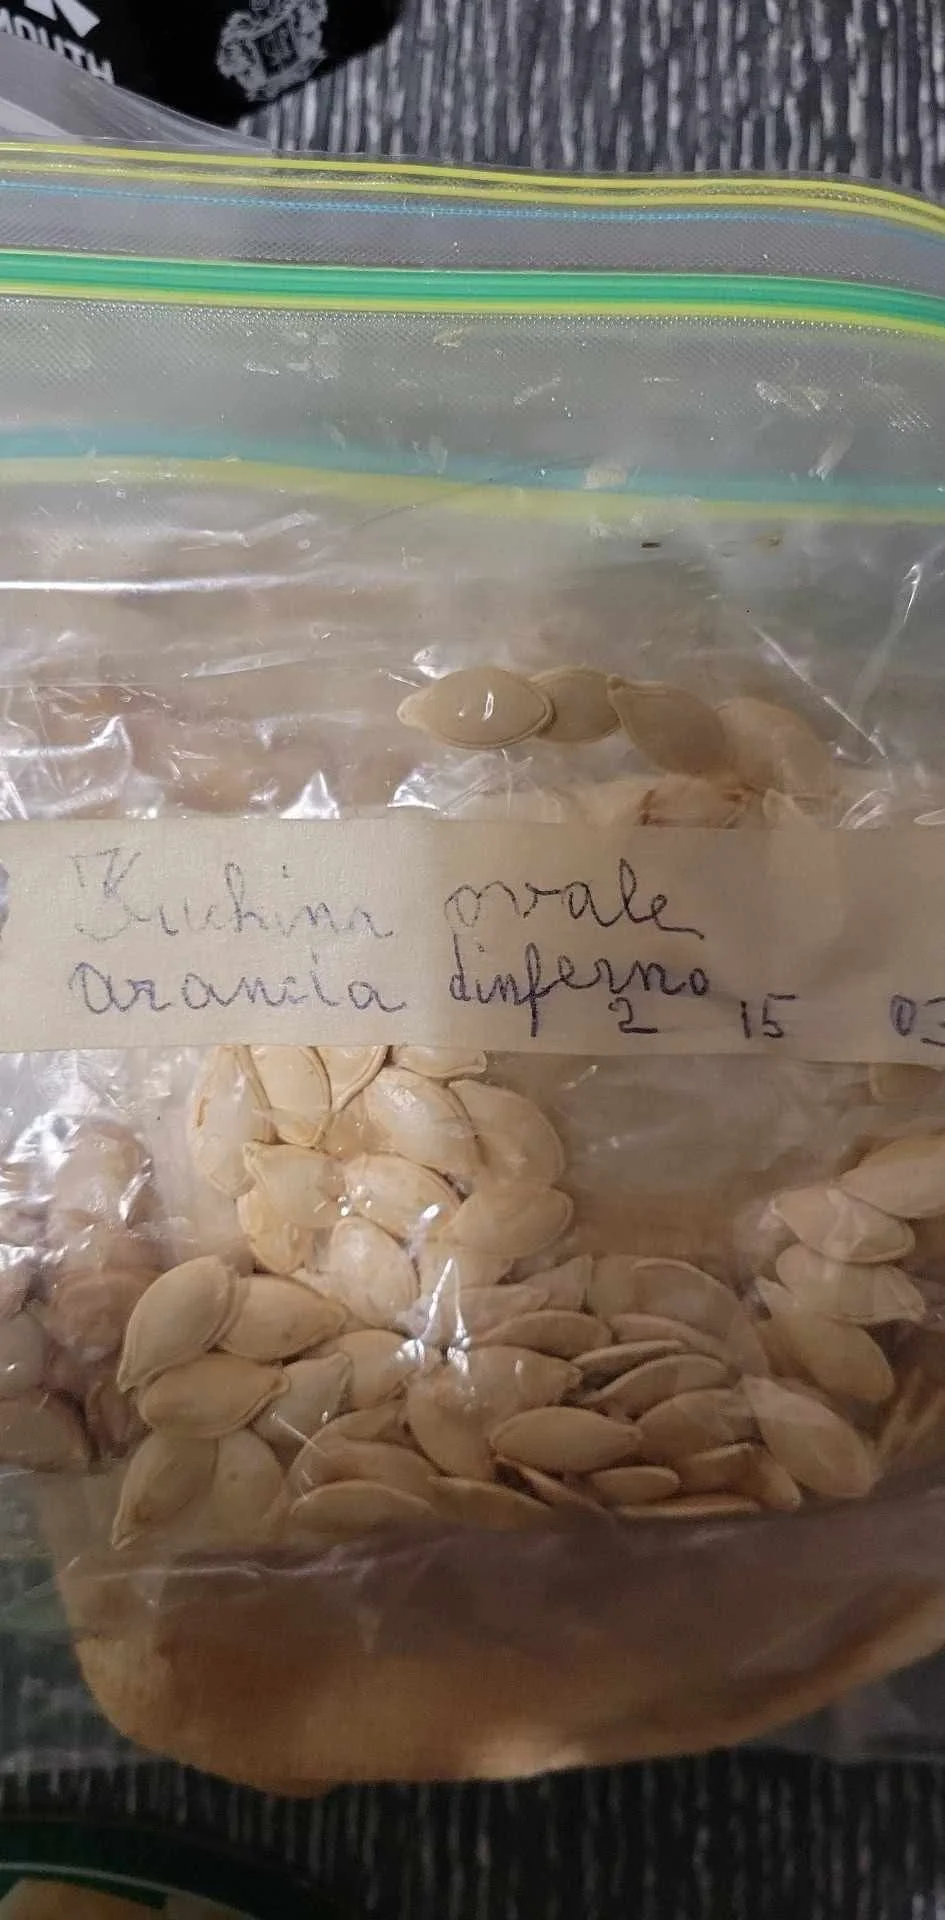 Zuchina ovale
arancia dinferno
2 15 03